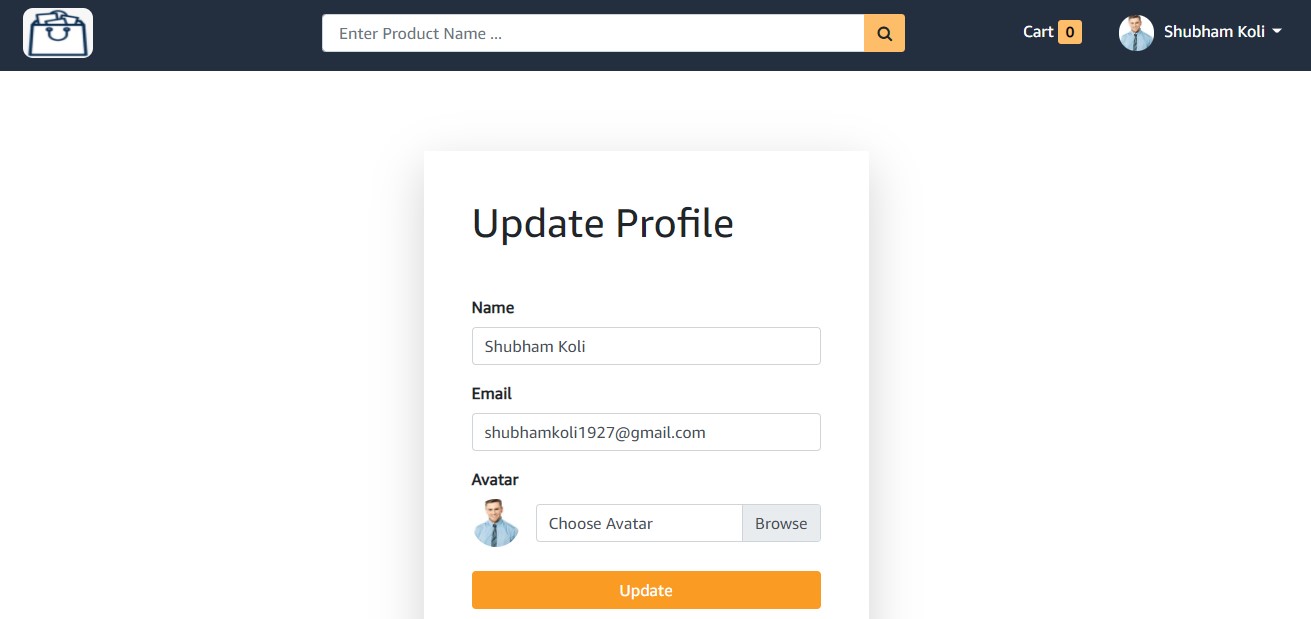 Enter Product Name ...
Cart 0
Shubham Koli
Update Profile
Name
Shubham Koli
Email
shubhamkoli1927@gmail.com
Avatar
Choose Avatar Browse
Update